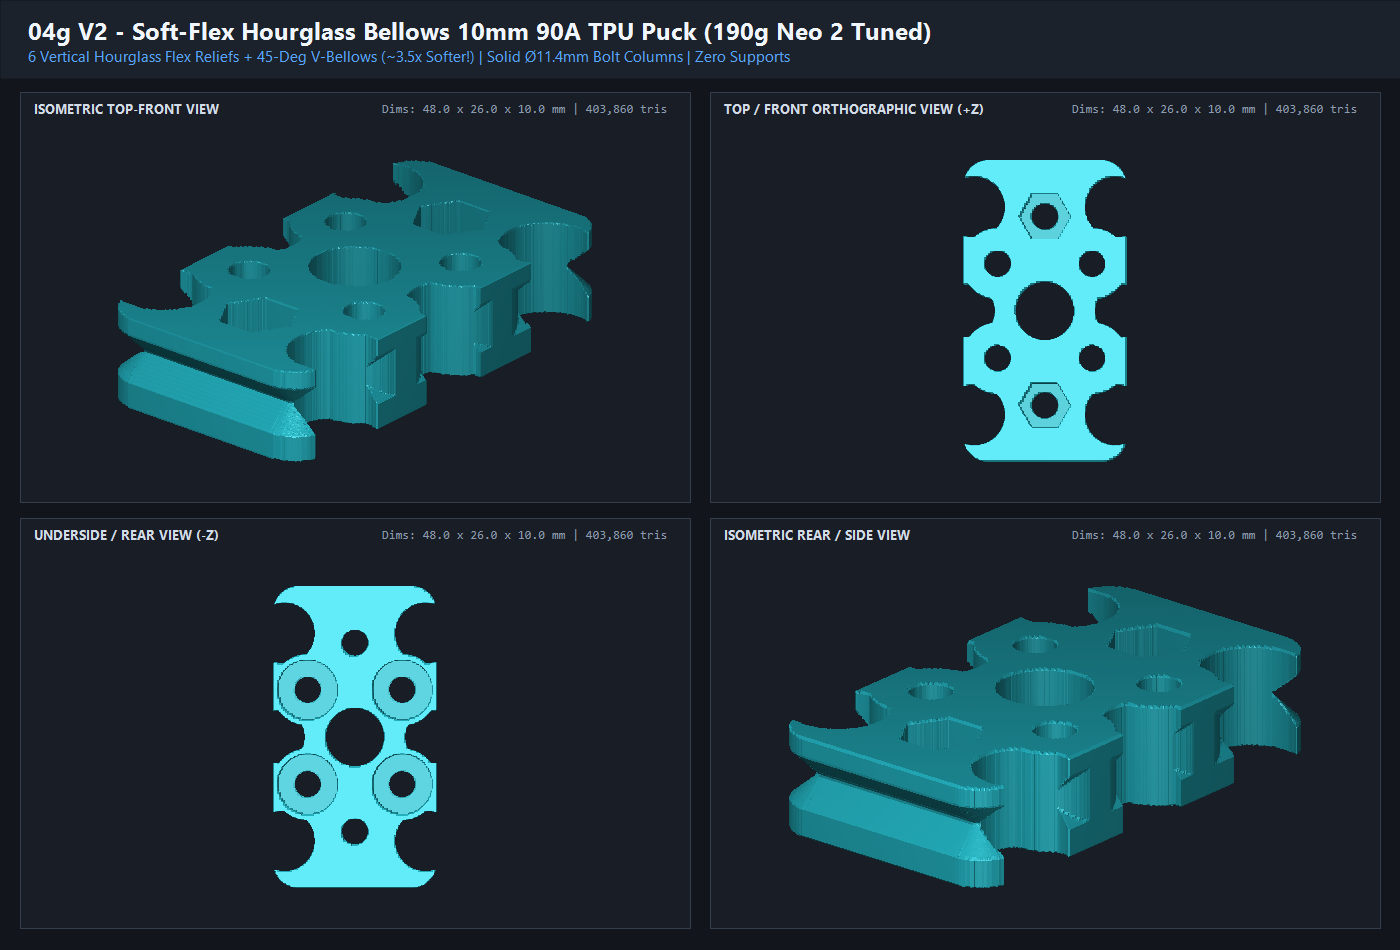 04g V2 - Soft-Flex Hourglass Bellows 10mm 90A TPU Puck (190g Neo 2 Tuned)
6 Vertical Hourglass Flex Reliefs + 45-Deg V-Bellows (~3.5x Softer!) | Solid Ø11.4mm Bolt Columns | Zero Supports
ISOMETRIC TOP-FRONT VIEW
Dims: 48.0 x 26.0 x 10.0 mm | 403,860 tris
TOP / FRONT ORTHOGRAPHIC VIEW (+Z)
Dims: 48.0 x 26.0 x 10.0 mm | 403,860 tris
UNDERSIDE / REAR VIEW (-Z)
Dims: 48.0 x 26.0 x 10.0 mm | 403,860 tris
ISOMETRIC REAR / SIDE VIEW
Dims: 48.0 x 26.0 x 10.0 mm | 403,860 tris